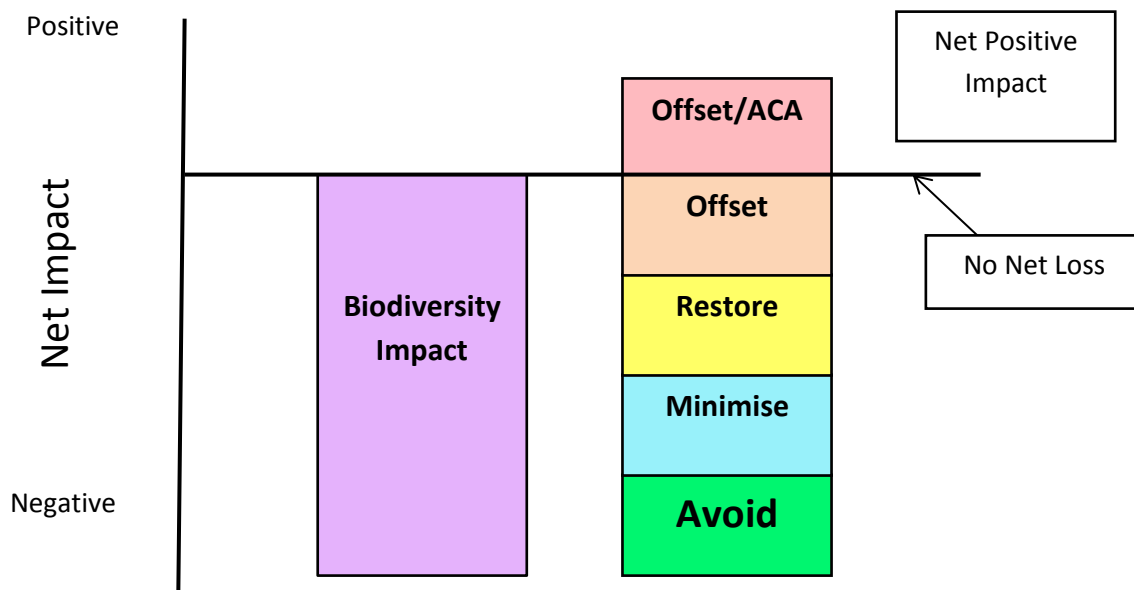 Positive
Net Positive
Impact
Offset/ACA
Offset
Net Impact
No Net Loss
Biodiversity
Impact
Restore
Minimise
Negative
Avoid